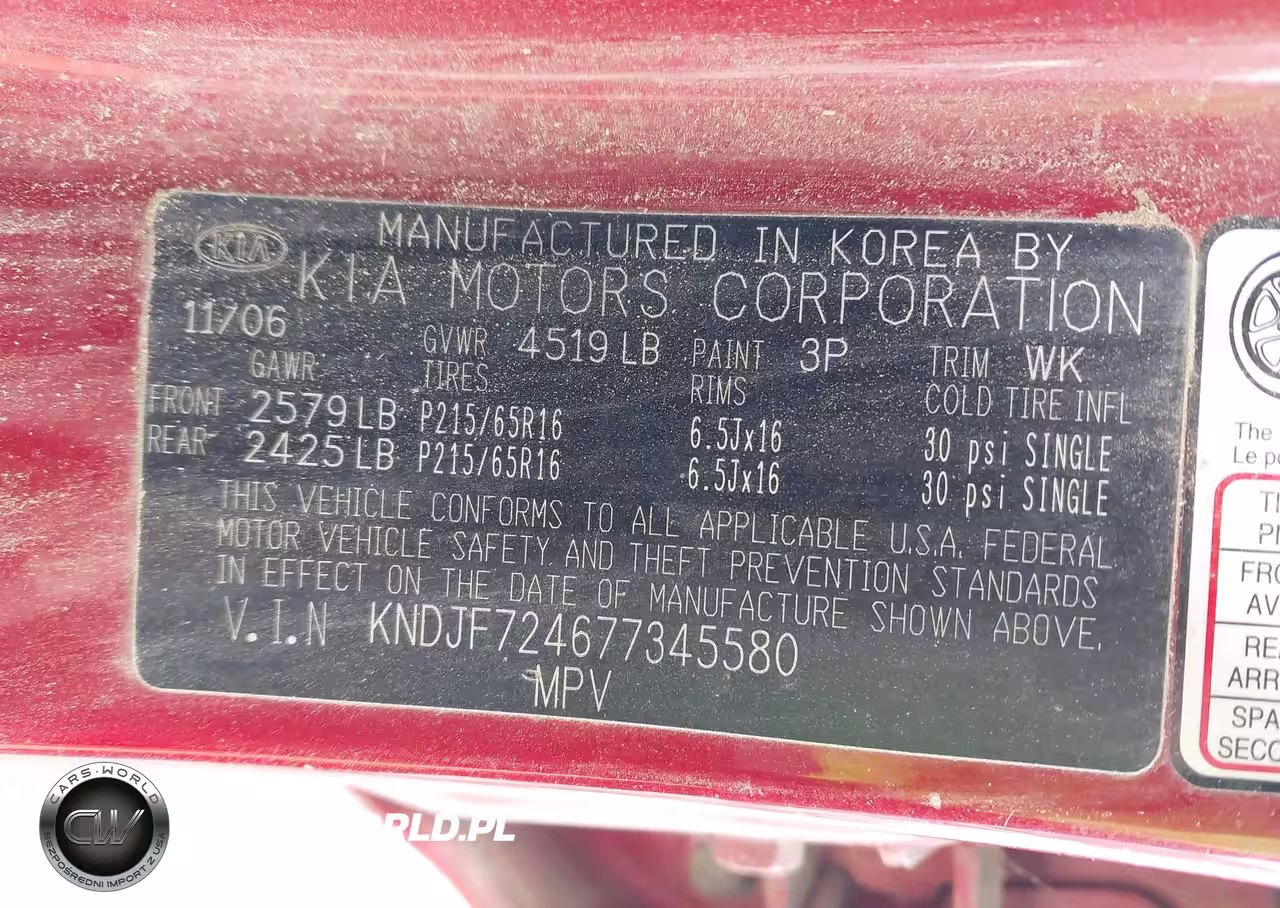 KIA
MANUFACTURED IN KOREA BY
KIA MOTORS CORPORATION
11/06
GVWR 4519 LB PAINT 3P TRIM WK
GAWR TIRES RIMS COLD TIRE INFL
FRONT 2579 LB P215/65R16 6.5Jx16 30 psi SINGLE
REAR 2425 LB P215/65R16 6.5Jx16 30 psi SINGLE
THIS VEHICLE CONFORMS TO ALL APPLICABLE U.S.A. FEDERAL
MOTOR VEHICLE SAFETY AND THEFT PREVENTION STANDARDS
IN EFFECT ON THE DATE OF MANUFACTURE SHOWN ABOVE.
V.I.N KNDJF724677345580
MPV
The
Le
FRO
AV
ARR
SPA
SECO
CARS-WORLD
CW
BEZPOŚREDNI IMPORT Z USA
RLD.PL